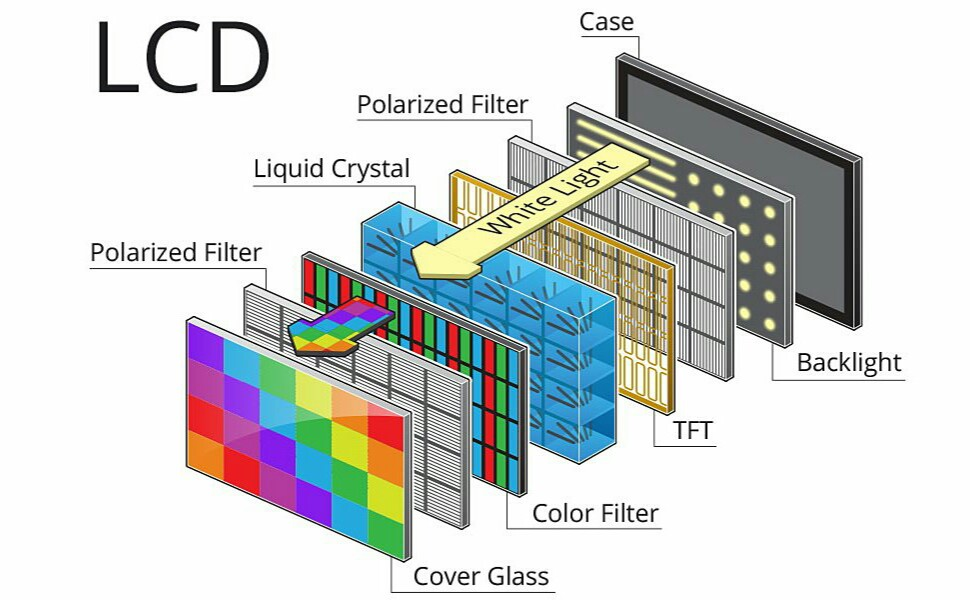 LCD
Case
Polarized Filter
White Light
Liquid Crystal
Polarized Filter
Backlight
TFT
Color Filter
Cover Glass